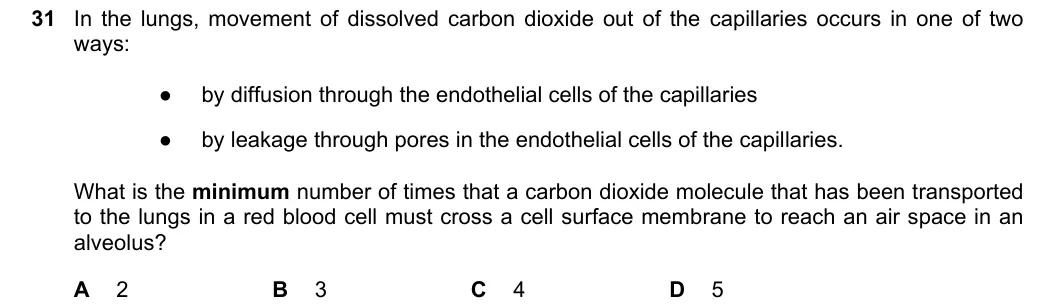 31 In the lungs, movement of dissolved carbon dioxide out of the capillaries occurs in one of two
ways:
● by diffusion through the endothelial cells of the capillaries
● by leakage through pores in the endothelial cells of the capillaries.
What is the minimum number of times that a carbon dioxide molecule that has been transported
to the lungs in a red blood cell must cross a cell surface membrane to reach an air space in an
alveolus?
A 2 B 3 C 4 D 5